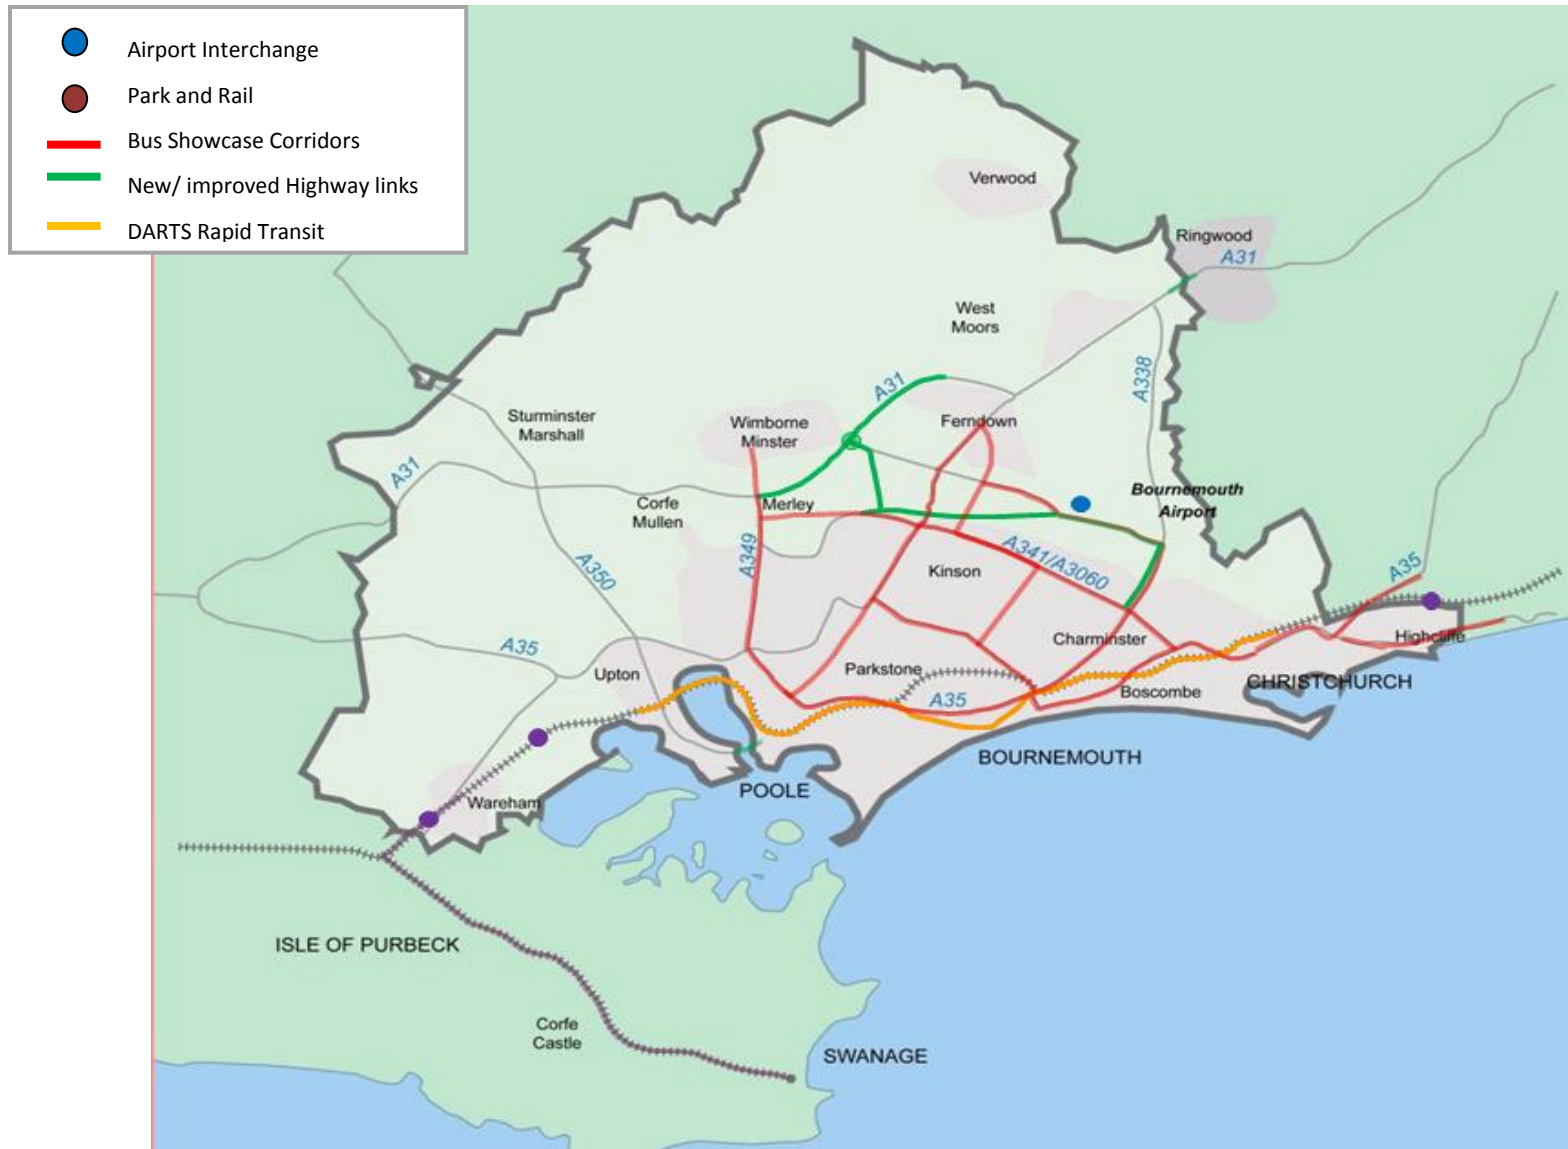 Airport Interchange
Park and Rail
Bus Showcase Corridors
New/ improved Highway links
DARTS Rapid Transit
Verwood
Ringwood
A31
West
Moors
A338
A31
Sturminster
Marshall
Wimborne
Minster
Ferndown
A31
Bournemouth
Airport
Corfe
Mullen
Merley
A349
A350
Kinson
A341/A3060
A35
Charminster
Highcliffe
A35
Upton
Parkstone
A35
Boscombe
CHRISTCHURCH
BOURNEMOUTH
POOLE
Wareham
ISLE OF PURBECK
Corfe
Castle
SWANAGE